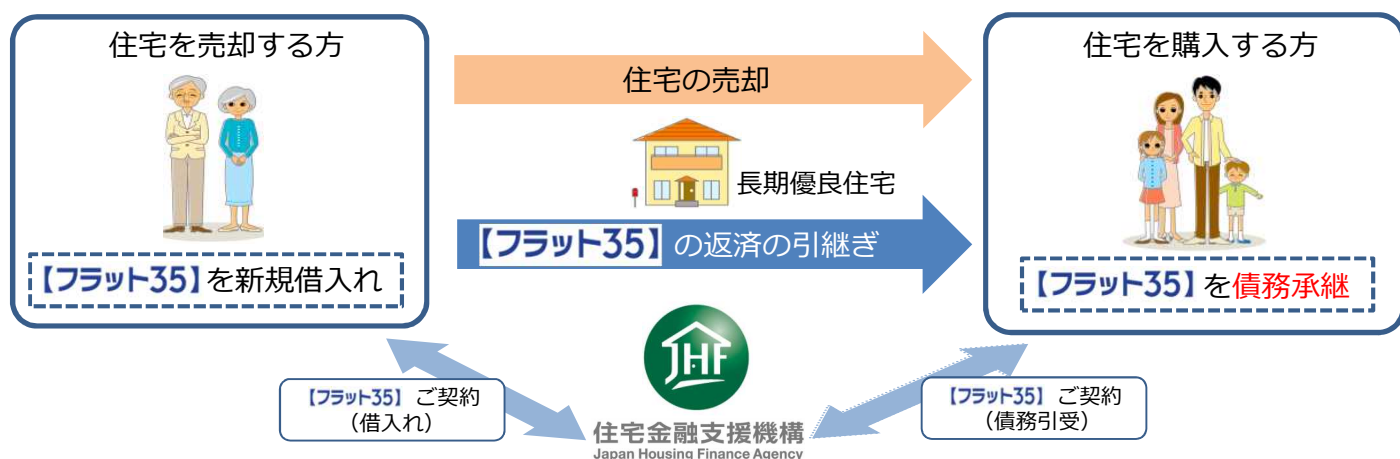 住宅を売却する方
【フラット35】を新規借入れ
住宅の売却
長期優良住宅
【フラット35】の返済の引継ぎ
住宅を購入する方
【フラット35】を債務承継
【フラット35】ご契約
（借入れ）
JHF
住宅金融支援機構
Japan Housing Finance Agency
【フラット35】ご契約
（債務引受）